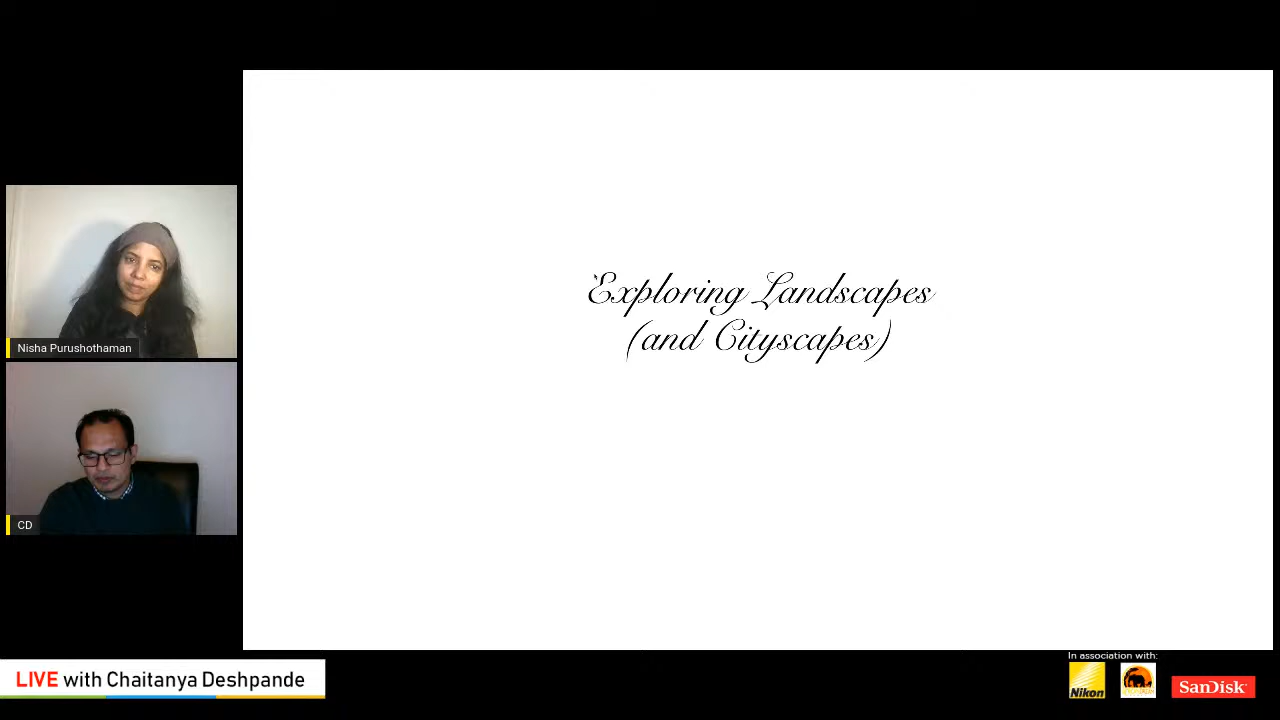 Exploring Landscapes
(and Cityscapes)
Nisha Purushothaman
CD
LIVE with Chaitanya Deshpande
In association with:
Nikon
SanDisk